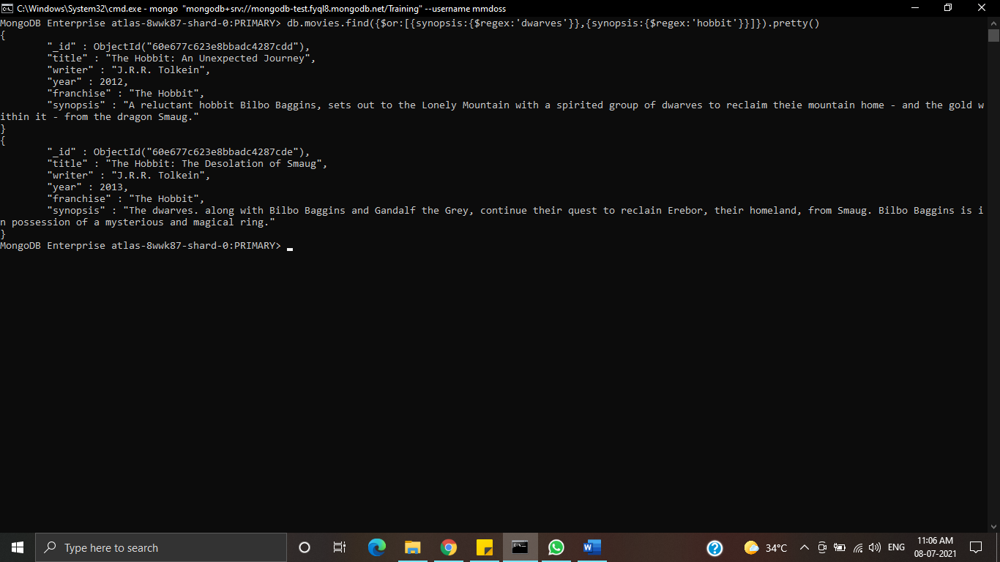 C:\Windows\System32\cmd.exe - mongo "mongodb+srv://mongodb-test.fyql8.mongodb.net/Training" --username mmdoss
MongoDB Enterprise atlas-8wwk87-shard-0:PRIMARY> db.movies.find({$or:[{synopsis:{$regex:'dwarves'}},{synopsis:{$regex:'hobbit'}}]}).pretty()
{
"_id" : ObjectId("60e677c623e8bbadc4287cdd"),
"title" : "The Hobbit: An Unexpected Journey",
"writer" : "J.R.R. Tolkein",
"year" : 2012,
"franchise" : "The Hobbit",
"synopsis" : "A reluctant hobbit Bilbo Baggins, sets out to the Lonely Mountain with a spirited group of dwarves to reclaim theie mountain home - and the gold w
ithin it - from the dragon Smaug."
}
{
"_id" : ObjectId("60e677c623e8bbadc4287cde"),
"title" : "The Hobbit: The Desolation of Smaug",
"writer" : "J.R.R. Tolkein",
"year" : 2013,
"franchise" : "The Hobbit",
"synopsis" : "The dwarves. along with Bilbo Baggins and Gandalf the Grey, continue their quest to reclaim Erebor, their homeland, from Smaug. Bilbo Baggins is i
n possession of a mysterious and magical ring."
}
MongoDB Enterprise atlas-8wwk87-shard-0:PRIMARY>
Type here to search
34°C
ENG
11:06 AM
08-07-2021